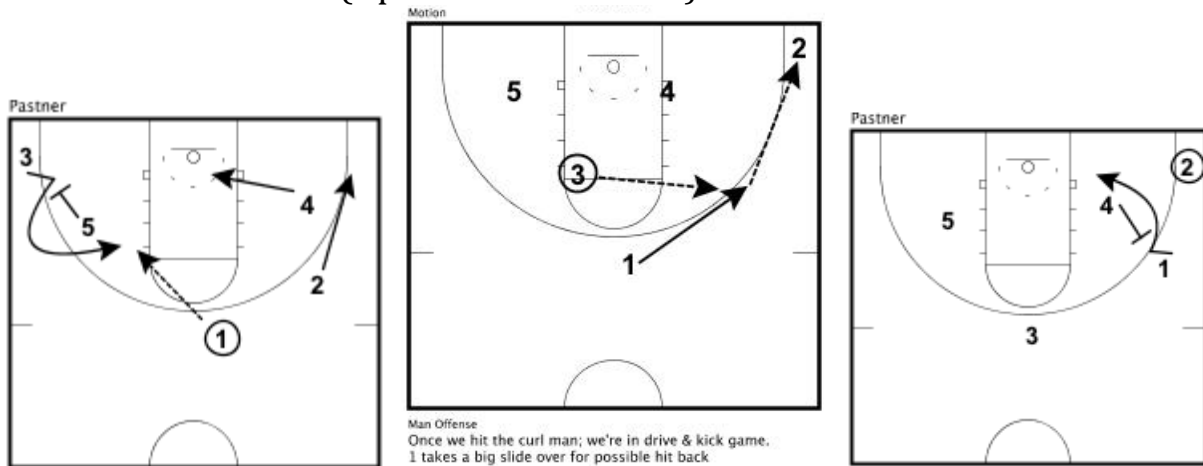 Pastner
3
5
4
2
1
Motion
2
5
4
3
1
Man Offense
Once we hit the curl man; we're in drive & kick game.
1 takes a big slide over for possible hit back
Pastner
2
4
5
1
3